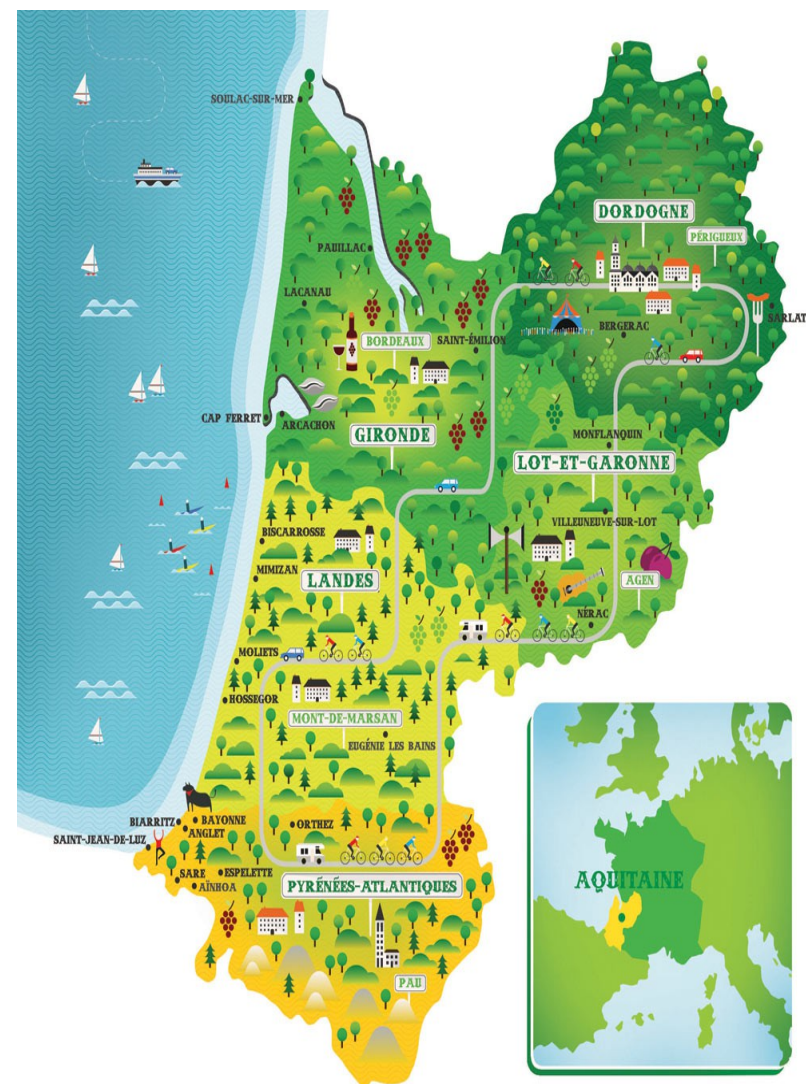 SOULAC-SUR-MER
DORDOGNE
PÉRIGUEUX
PAUILLAC
LACANAU
SARLAT
BERGERAC
BORDEAUX
SAINT-ÉMILION
CAP FERRET
ARCACHON
GIRONDE
MONFLANQUIN
LOT-ET-GARONNE
VILLEUNEUVE-SUR-LOT
BISCARROSSE
MIMIZAN
LANDES
AGEN
NÉRAC
MOLIETS
HOSSEGOR
MONT-DE-MARSAN
EUGÉNIE LES BAINS
BIARRITZ
BAYONNE
ANGLET
ORTHEZ
SAINT-JEAN-DE-LUZ
SARE
ESPELETTE
AÏNHOA
PYRÉNÉES-ATLANTIQUES
PAU
AQUITAINE